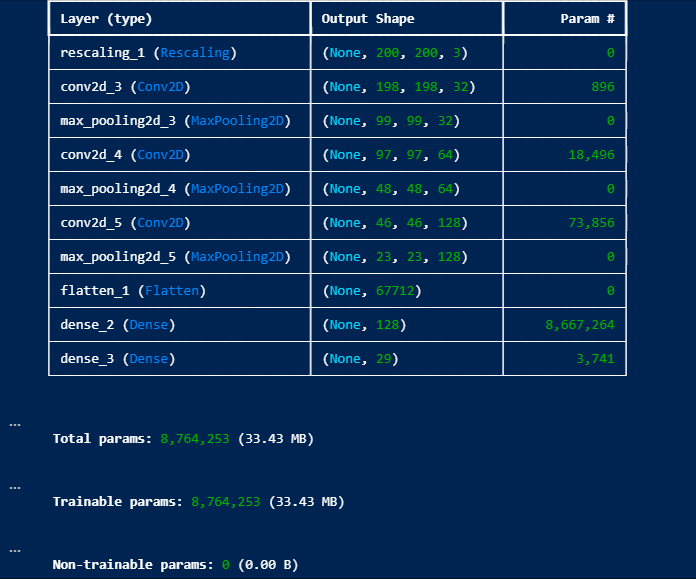 Layer (type) Output Shape Param #
rescaling_1 (Rescaling) (None, 200, 200, 3) 0
conv2d_3 (Conv2D) (None, 198, 198, 32) 896
max_pooling2d_3 (MaxPooling2D) (None, 99, 99, 32) 0
conv2d_4 (Conv2D) (None, 97, 97, 64) 18,496
max_pooling2d_4 (MaxPooling2D) (None, 48, 48, 64) 0
conv2d_5 (Conv2D) (None, 46, 46, 128) 73,856
max_pooling2d_5 (MaxPooling2D) (None, 23, 23, 128) 0
flatten_1 (Flatten) (None, 67712) 0
dense_2 (Dense) (None, 128) 8,667,264
dense_3 (Dense) (None, 29) 3,741
...
Total params: 8,764,253 (33.43 MB)
...
Trainable params: 8,764,253 (33.43 MB)
...
Non-trainable params: 0 (0.00 B)